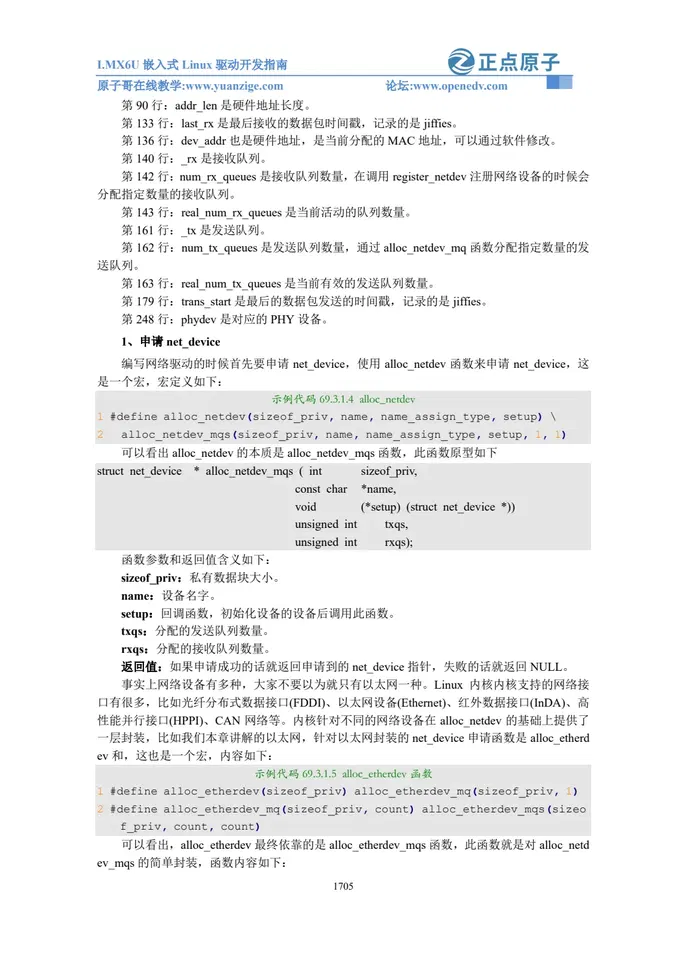 I.MX6U 嵌入式 Linux 驱动开发指南
正点原子
原子哥在线教学:www.yuanzige.com 论坛:www.openedv.com
第 90 行：addr_len 是硬件地址长度。
第 133 行：last_rx 是最后接收的数据包时间戳，记录的是 jiffies。
第 136 行：dev_addr 也是硬件地址，是当前分配的 MAC 地址，可以通过软件修改。
第 140 行：_rx 是接收队列。
第 142 行：num_rx_queues 是接收队列数量，在调用 register_netdev 注册网络设备的时候会
分配指定数量的接收队列。
第 143 行：real_num_rx_queues 是当前活动的队列数量。
第 161 行：_tx 是发送队列。
第 162 行：num_tx_queues 是发送队列数量，通过 alloc_netdev_mq 函数分配指定数量的发
送队列。
第 163 行：real_num_tx_queues 是当前有效的发送队列数量。
第 179 行：trans_start 是最后的数据包发送的时间戳，记录的是 jiffies。
第 248 行：phydev 是对应的 PHY 设备。
1、申请 net_device
编写网络驱动的时候首先要申请 net_device，使用 alloc_netdev 函数来申请 net_device，这
是一个宏，宏定义如下：
示例代码 69.3.1.4 alloc_netdev
1 #define alloc_netdev(sizeof_priv, name, name_assign_type, setup) \
2 alloc_netdev_mqs(sizeof_priv, name, name_assign_type, setup, 1, 1)
可以看出 alloc_netdev 的本质是 alloc_netdev_mqs 函数，此函数原型如下
struct net_device * alloc_netdev_mqs ( int sizeof_priv,
const char *name,
void (*setup) (struct net_device *))
unsigned int txqs,
unsigned int rxqs);
函数参数和返回值含义如下：
sizeof_priv：私有数据块大小。
name：设备名字。
setup：回调函数，初始化设备的设备后调用此函数。
txqs：分配的发送队列数量。
rxqs：分配的接收队列数量。
返回值：如果申请成功的话就返回申请到的 net_device 指针，失败的话就返回 NULL。
事实上网络设备有多种，大家不要以为就只有以太网一种。Linux 内核内核支持的网络接
口有很多，比如光纤分布式数据接口(FDDI)、以太网设备(Ethernet)、红外数据接口(InDA)、高
性能并行接口(HPPI)、CAN 网络等。内核针对不同的网络设备在 alloc_netdev 的基础上提供了
一层封装，比如我们本章讲解的以太网，针对以太网封装的 net_device 申请函数是 alloc_etherd
ev 和，这也是一个宏，内容如下：
示例代码 69.3.1.5 alloc_etherdev 函数
1 #define alloc_etherdev(sizeof_priv) alloc_etherdev_mq(sizeof_priv, 1)
2 #define alloc_etherdev_mq(sizeof_priv, count) alloc_etherdev_mqs(sizeo
f_priv, count, count)
可以看出，alloc_etherdev 最终依靠的是 alloc_etherdev_mqs 函数，此函数就是对 alloc_netd
ev_mqs 的简单封装，函数内容如下：
1705